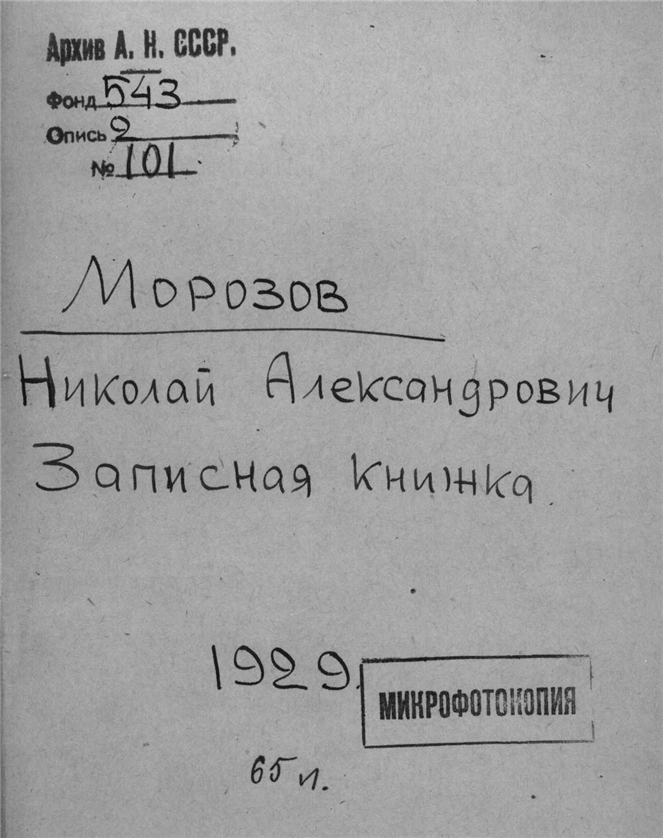 Архив А. Н. СССР.
Фонд 543
Опись 2
№ 101
Морозов
Николай Александрович
Записная книжка
1929.
МИКРОФОТОКОПИЯ
65 л.